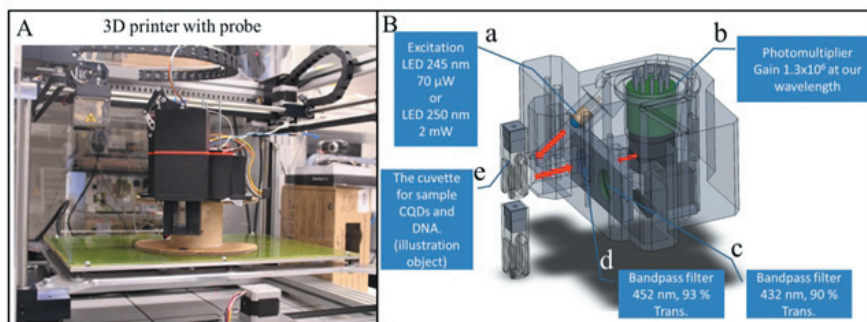 A
3D printer with probe
B
a
Excitation
LED 245 nm
70 µW
or
LED 250 nm
2 mW
b
Photomultiplier
Gain 1.3x10⁶ at our
wavelength
e
The cuvette
for sample
CQDs and
DNA.
(illustration
object)
d
Bandpass filter
452 nm, 93 %
Trans.
c
Bandpass filter
432 nm, 90 %
Trans.